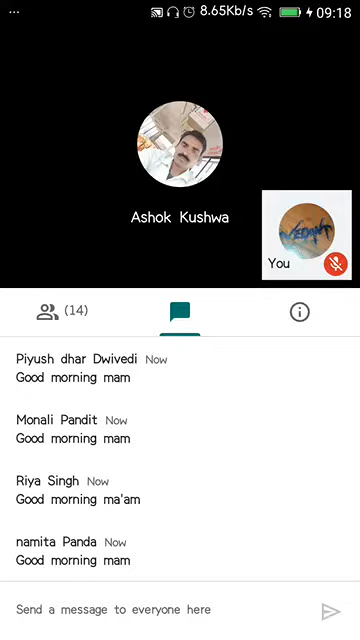 8.65Kb/s 09:18
Ashok Kushwa
You
(14)
Piyush dhar Dwivedi Now
Good morning mam
Monali Pandit Now
Good morning mam
Riya Singh Now
Good morning ma'am
namita Panda Now
Good morning mam
Send a message to everyone here